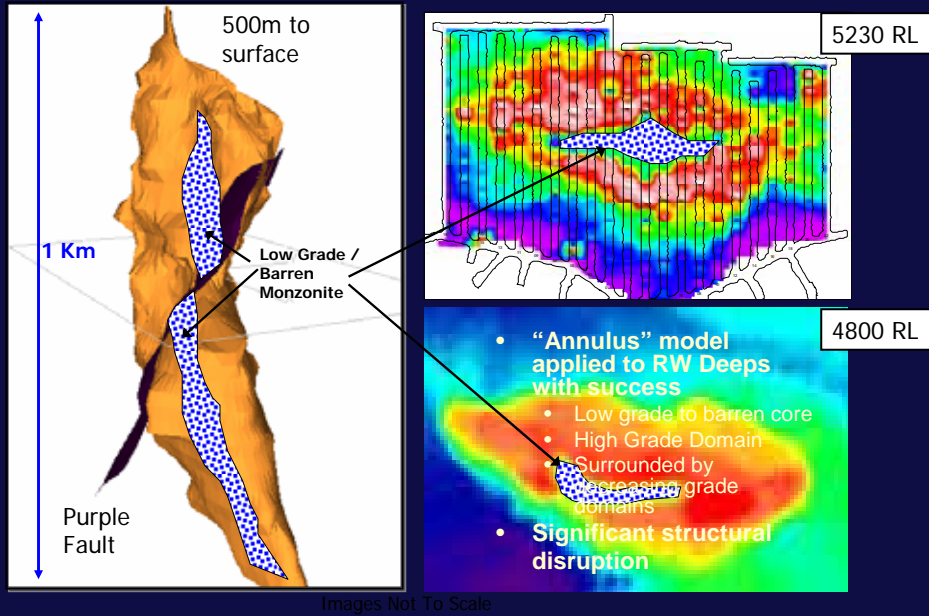 500m to
surface
1 Km
Low Grade /
Barren
Monzonite
Purple
Fault
5230 RL
4800 RL
• “Annulus” model
applied to RW Deeps
with success
• Low grade to barren core
• High Grade Domain
• Surrounded by
decreasing grade
domains
• Significant structural
disruption
Images Not To Scale